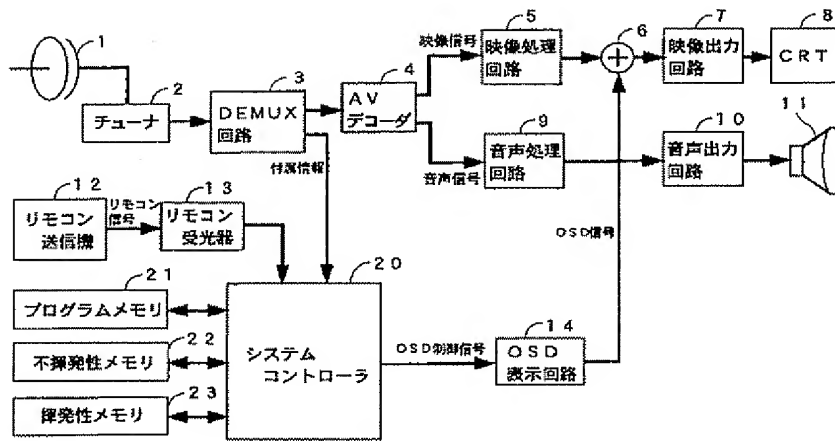 1
2
チューナ
3
DEMUX
回路
付属情報
4
AV
デコーダ
映像信号
音声信号
5
映像処理
回路
6
7
映像出力
回路
8
CRT
9
音声処理
回路
10
音声出力
回路
11
12
リモコン
送信機
リモコン
信号
13
リモコン
受光器
OSD信号
20
システム
コントローラ
21
プログラムメモリ
22
不揮発性メモリ
23
揮発性メモリ
OSD制御信号
14
OSD
表示回路